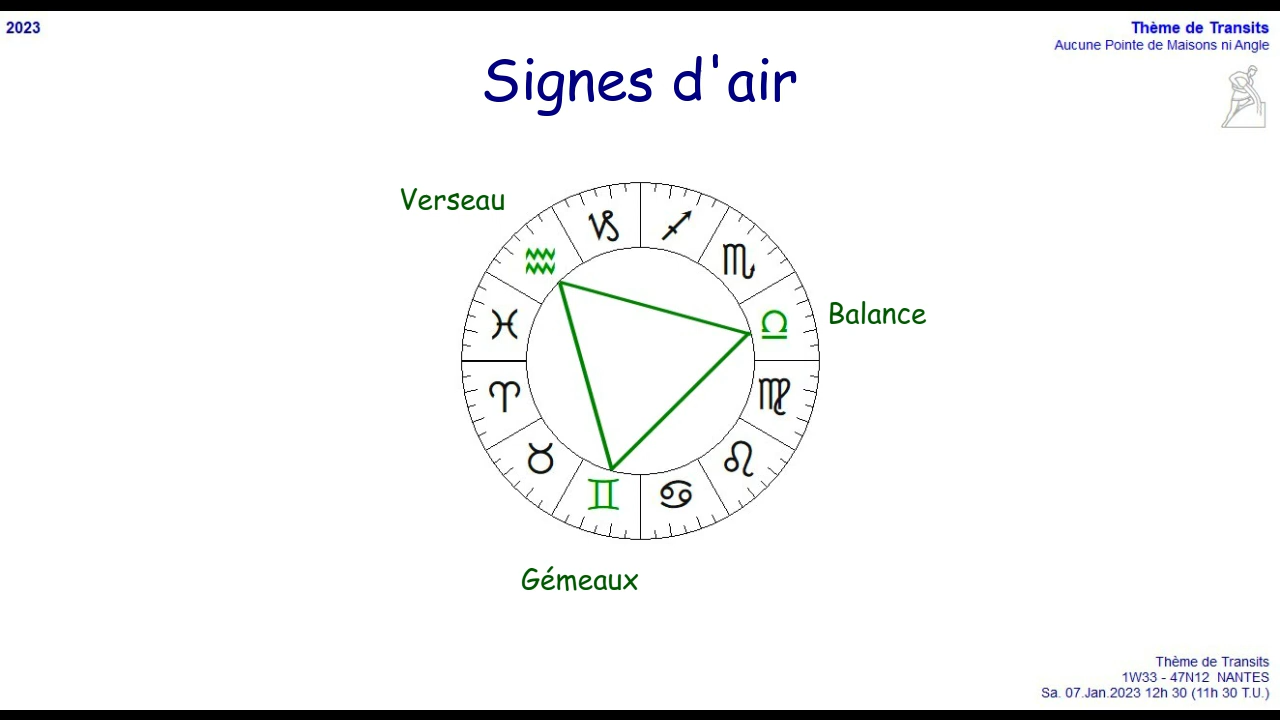 2023
Thème de Transits
Aucune Pointe de Maisons ni Angle
Signes d'air
Verseau
Balance
Gémeaux
Thème de Transits
1W33 - 47N12 NANTES
Sa. 07.Jan.2023 12h 30 (11h 30 T.U.)